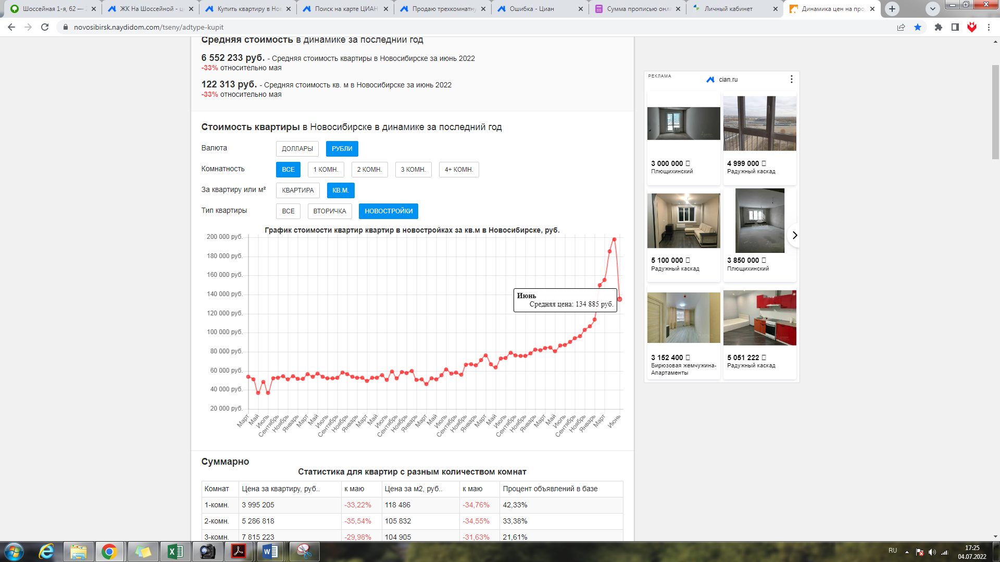 Шоссейная 1-я, 62 —
ЖК На Шоссейной - ц
Купить квартиру в Нов
Поиск на карте ЦИАН
Продаю трехкомнатну
Ошибка - Циан
Сумма прописью онл
Личный кабинет
Динамика цен на про
novosibirsk.naydidom.com/tseny/adtype-kupit
Средняя стоимость в динамике за последний год
6 552 233 руб. - Средняя стоимость квартиры в Новосибирске за июнь 2022
-33% относительно мая
122 313 руб. - Средняя стоимость кв. м в Новосибирске за июнь 2022
-33% относительно мая
Стоимость квартиры в Новосибирске в динамике за последний год
Валюта ДОЛЛАРЫ РУБЛИ
Комнатность ВСЕ 1 КОМН. 2 КОМН. 3 КОМН. 4+ КОМН.
За квартиру или м² КВАРТИРА КВ.М.
Тип квартиры ВСЕ ВТОРИЧКА НОВОСТРОЙКИ
График стоимости квартир квартир в новостройках за кв.м в Новосибирске, руб.
200 000 руб.
180 000 руб.
160 000 руб.
140 000 руб.
120 000 руб.
100 000 руб.
80 000 руб.
60 000 руб.
40 000 руб.
20 000 руб.
Июнь
Средняя цена: 134 885 руб.
Март Май Июль Сентябрь Ноябрь Январь Март Май Июль Сентябрь Ноябрь Январь Март Май Июль Сентябрь Ноябрь Январь Март Май Июль Сентябрь Ноябрь Январь Март Май Июль Сентябрь Ноябрь Январь Март Май Июль Сентябрь Ноябрь Январь Март Июнь
Суммарно
Статистика для квартир с разным количеством комнат
Комнат Цена за квартиру, руб.. к маю Цена за м2, руб.. к маю Процент объявлений в базе
1-комн. 3 995 205 -33,22% 118 486 -34,76% 42,33%
2-комн. 5 286 818 -35,54% 105 832 -34,55% 33,38%
3-комн. 7 815 223 -29,98% 104 905 -31,63% 21,61%
РЕКЛАМА
cian.ru
3 000 000
Плющихинский
4 999 000
Радужный каскад
5 100 000
Радужный каскад
3 850 000
Плющихинский
3 152 400
Бирюзовая жемчужина-
Апартаменты
5 051 222
Радужный каскад
RU
17:25
04.07.2022